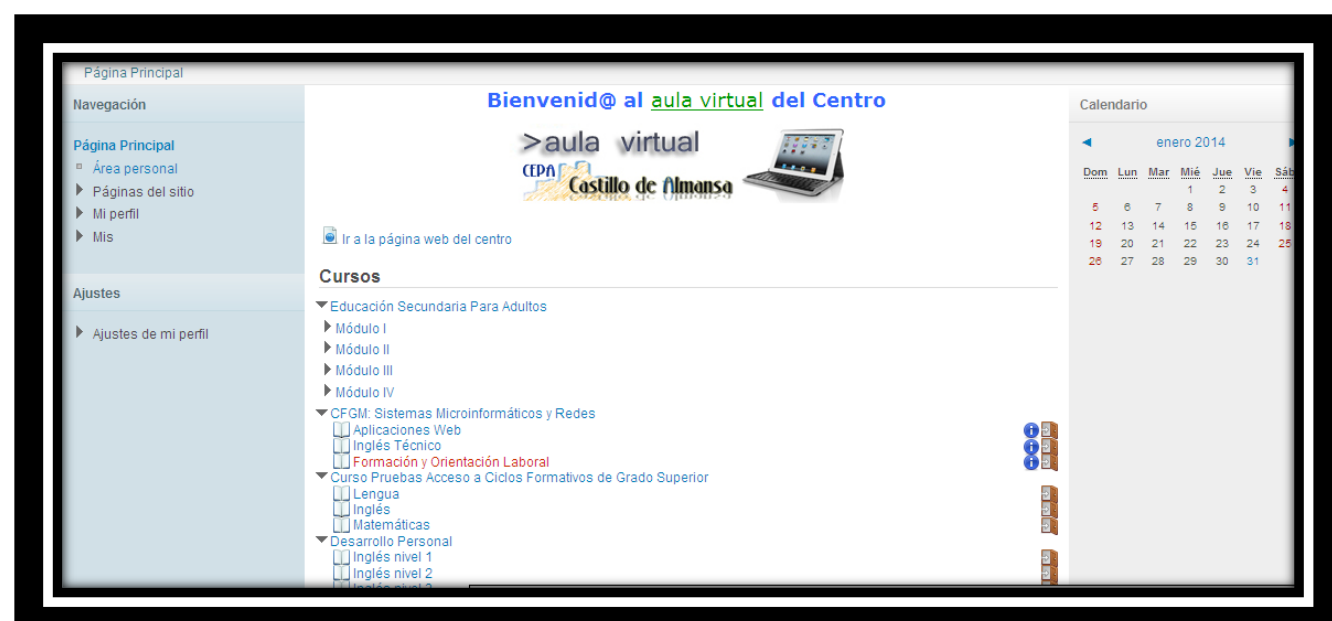 Página Principal
Navegación
Página Principal
Área personal
Páginas del sitio
Mi perfil
Mis
Ajustes
Ajustes de mi perfil
Bienvenid@ al aula virtual del Centro
>aula virtual
CEPA
Castillo de Almansa
Ir a la página web del centro
Cursos
Educación Secundaria Para Adultos
Módulo I
Módulo II
Módulo III
Módulo IV
CFGM: Sistemas Microinformáticos y Redes
Aplicaciones Web
Inglés Técnico
Formación y Orientación Laboral
Curso Pruebas Acceso a Ciclos Formativos de Grado Superior
Lengua
Inglés
Matemáticas
Desarrollo Personal
Inglés nivel 1
Inglés nivel 2
Calendario
enero 2014
Dom Lun Mar Mié Jue Vie Sáb
1 2 3 4
5 6 7 8 9 10 11
12 13 14 15 16 17 18
19 20 21 22 23 24 25
26 27 28 29 30 31